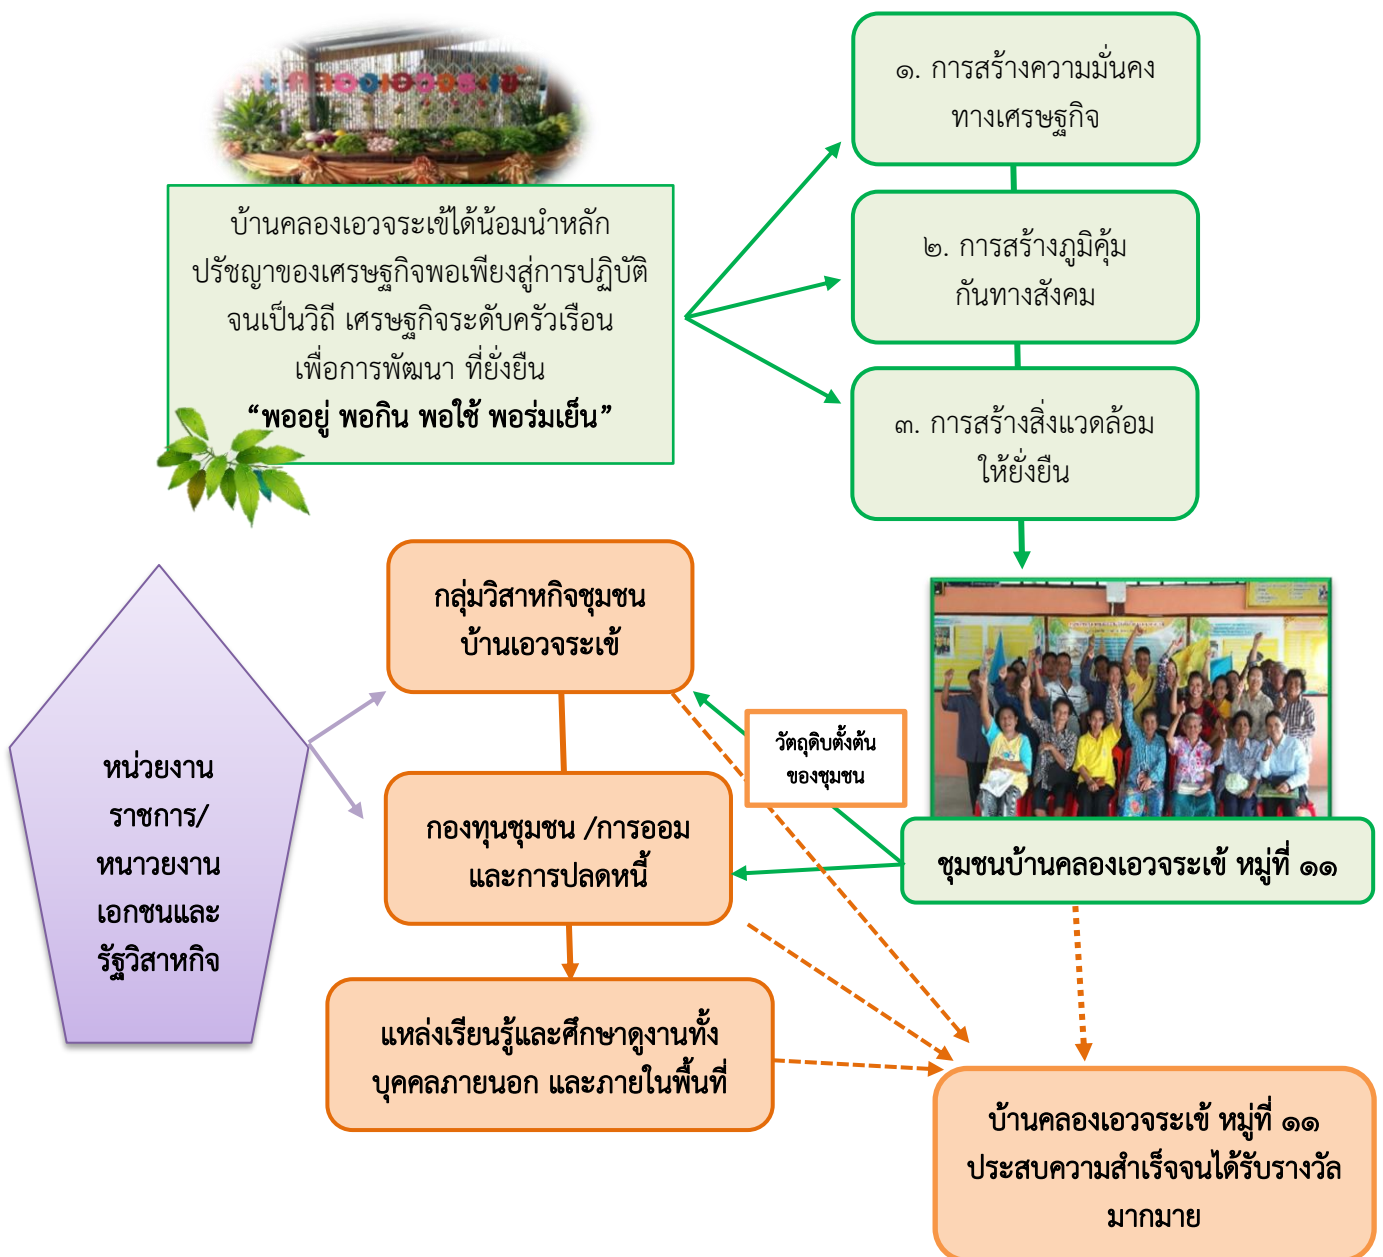 บ้านคลองเอวจระเข้ได้น้อมนำหลัก
ปรัชญาของเศรษฐกิจพอเพียงสู่การปฏิบัติ
จนเป็นวิถี เศรษฐกิจระดับครัวเรือน
เพื่อการพัฒนา ที่ยั่งยืน
“พออยู่ พอกิน พอใช้ พอร่มเย็น”
๑. การสร้างความมั่นคง
ทางเศรษฐกิจ
๒. การสร้างภูมิคุ้ม
กันทางสังคม
๓. การสร้างสิ่งแวดล้อม
ให้ยั่งยืน
หน่วยงาน
ราชการ/
หนาวยงาน
เอกชนและ
รัฐวิสาหกิจ
กลุ่มวิสาหกิจชุมชน
บ้านเอวจระเข้
กองทุนชุมชน /การออม
และการปลดหนี้
แหล่งเรียนรู้และศึกษาดูงานทั้ง
บุคคลภายนอก และภายในพื้นที่
วัตถุดิบตั้งต้น
ของชุมชน
ชุมชนบ้านคลองเอวจระเข้ หมู่ที่ ๑๑
บ้านคลองเอวจระเข้ หมู่ที่ ๑๑
ประสบความสำเร็จจนได้รับรางวัล
มากมาย